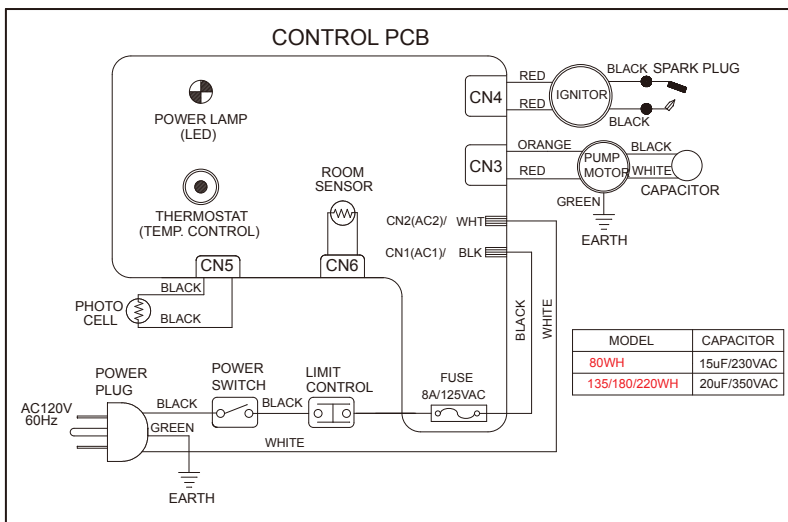 CONTROL PCB
POWER LAMP
(LED)
THERMOSTAT
(TEMP. CONTROL)
ROOM
SENSOR
CN4
RED
RED
IGNITOR
BLACK
SPARK PLUG
BLACK
CN3
ORANGE
RED
PUMP
MOTOR
BLACK
WHITE
CAPACITOR
GREEN
EARTH
CN2(AC2)/ WHT
CN1(AC1)/ BLK
CN5
CN6
BLACK
BLACK
PHOTO
CELL
BLACK
WHITE
MODEL CAPACITOR
80WH 15uF/230VAC
135/180/220WH 20uF/350VAC
POWER
PLUG
AC120V
60Hz
BLACK
POWER
SWITCH
BLACK
LIMIT
CONTROL
FUSE
8A/125VAC
GREEN
WHITE
EARTH